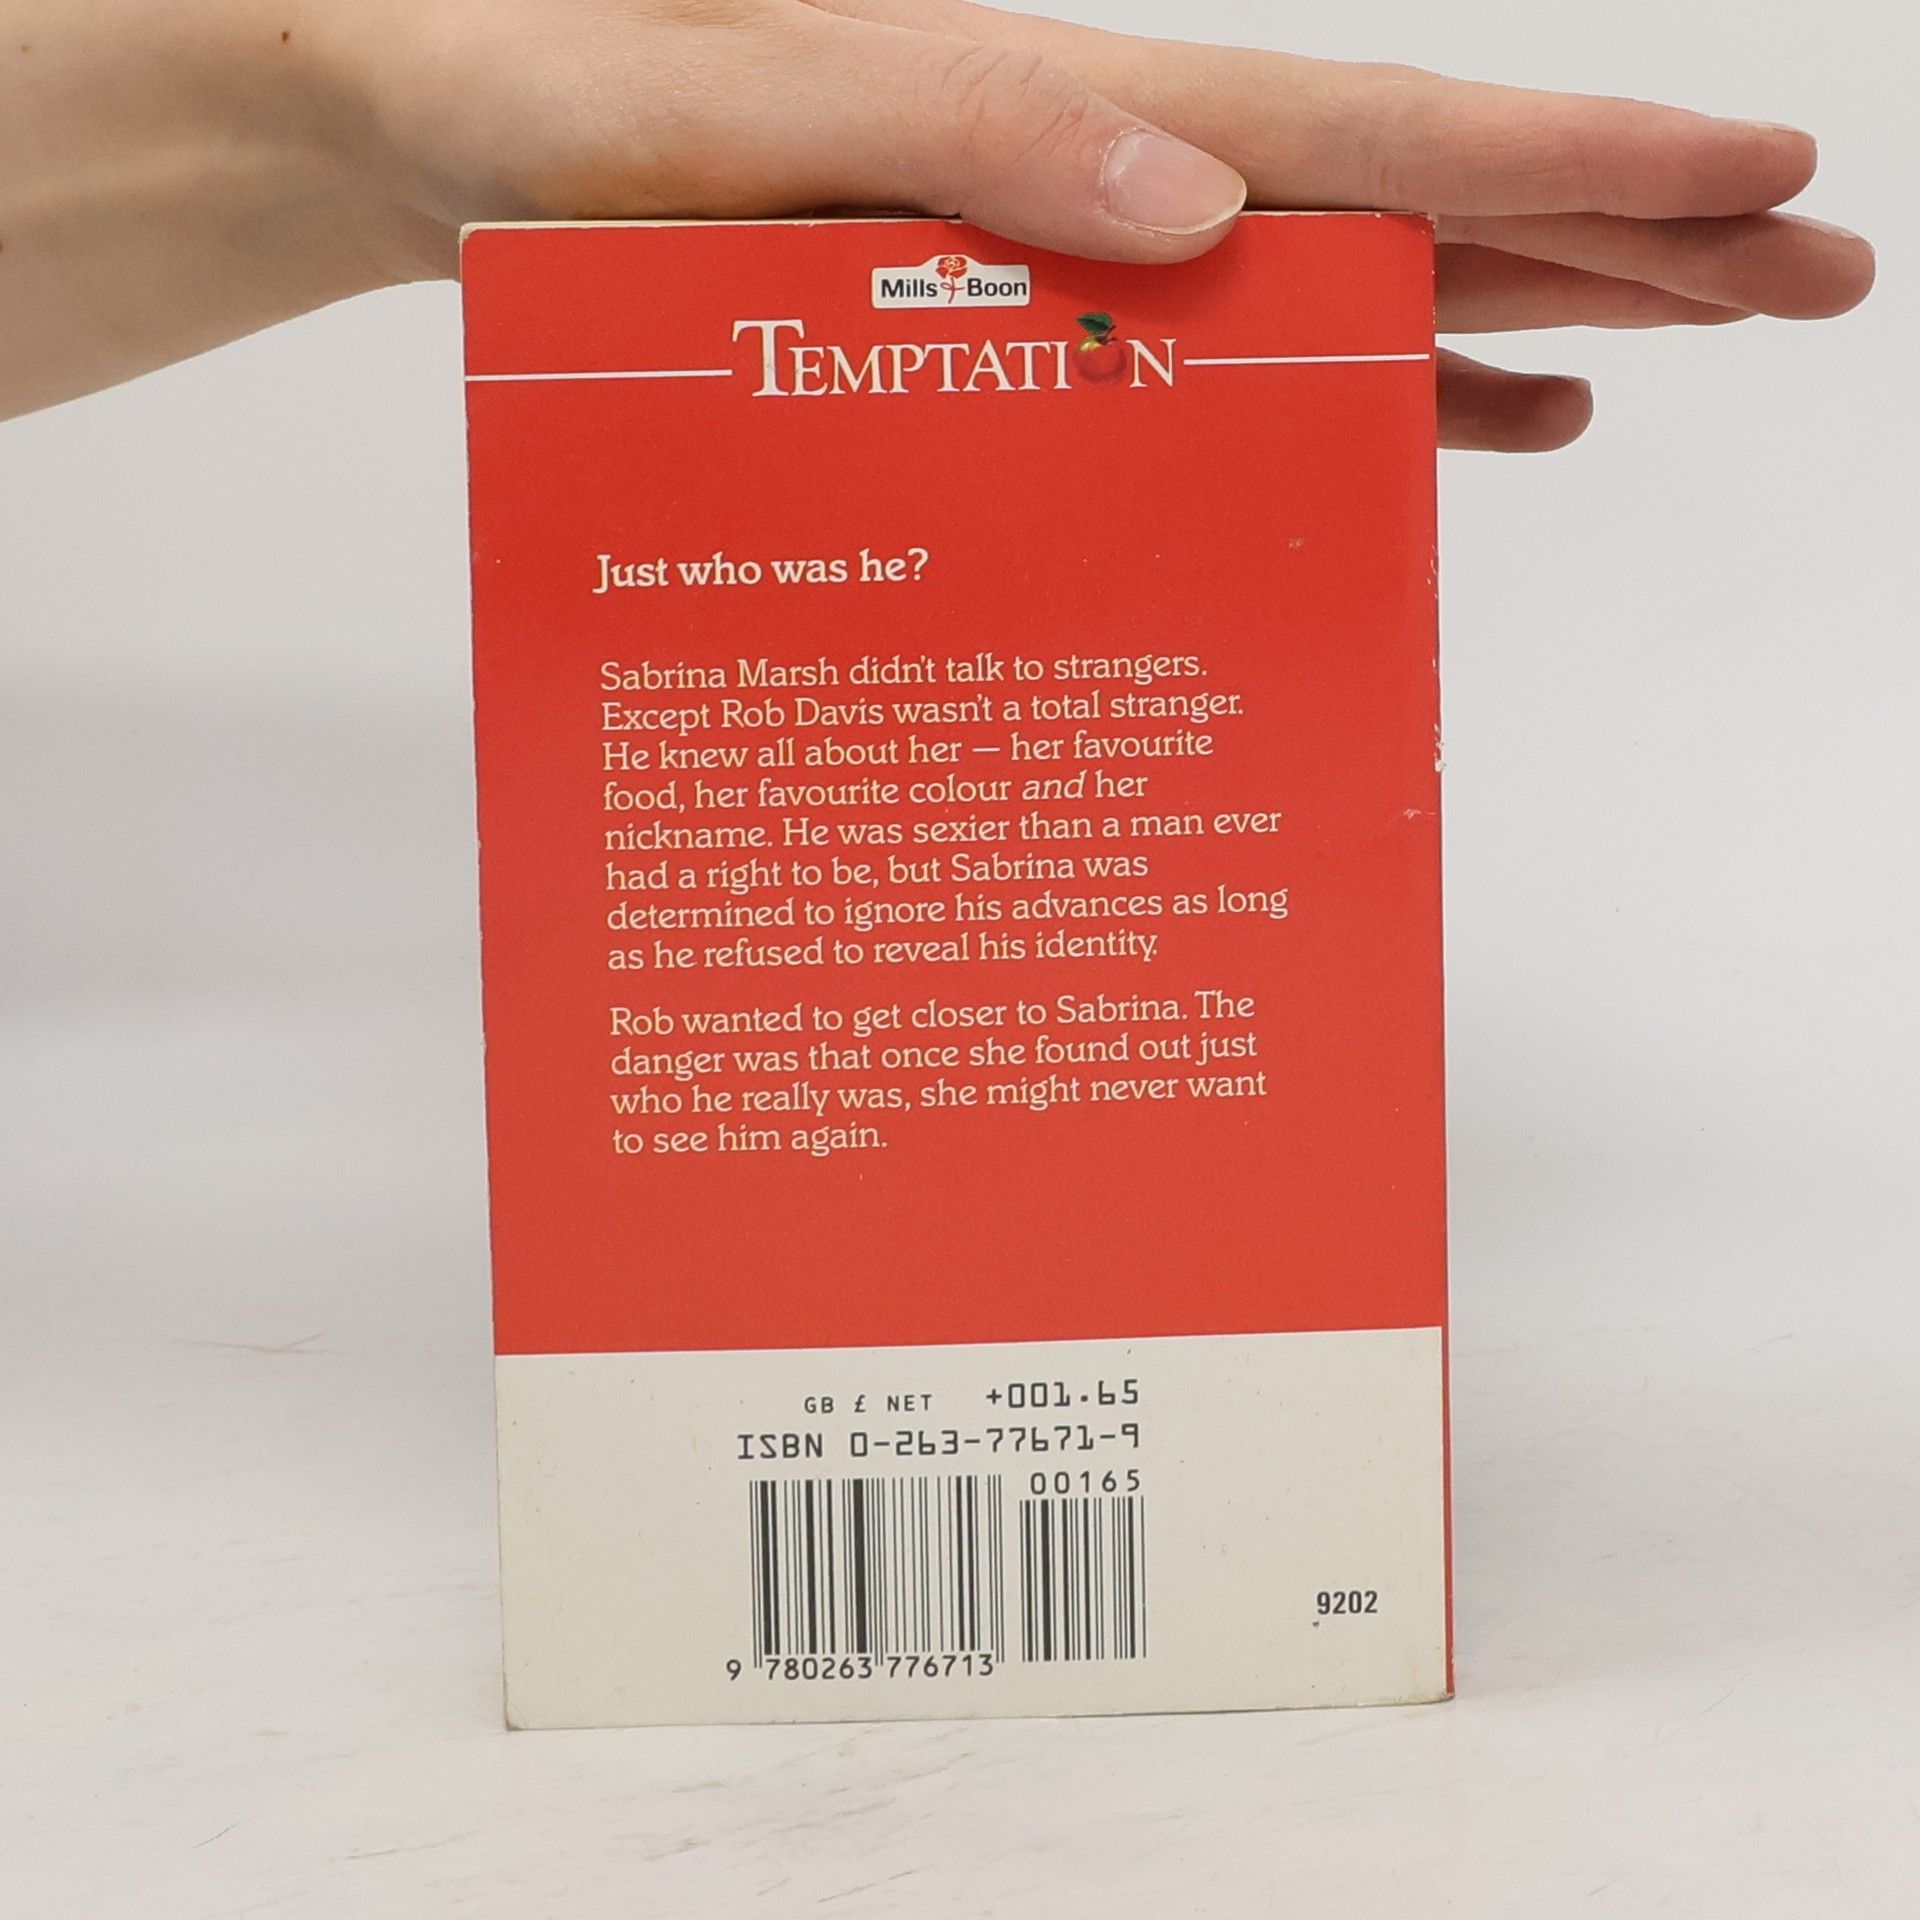 Mills & Boon
TEMPTATION
Just who was he?
Sabrina Marsh didn't talk to strangers.
Except Rob Davis wasn't a total stranger.
He knew all about her — her favourite
food, her favourite colour and her
nickname. He was sexier than a man ever
had a right to be, but Sabrina was
determined to ignore his advances as long
as he refused to reveal his identity.
Rob wanted to get closer to Sabrina. The
danger was that once she found out just
who he really was, she might never want
to see him again.
GB £ NET +001.65
ISBN 0-263-77671-9
00165
9 780263 776713
9202